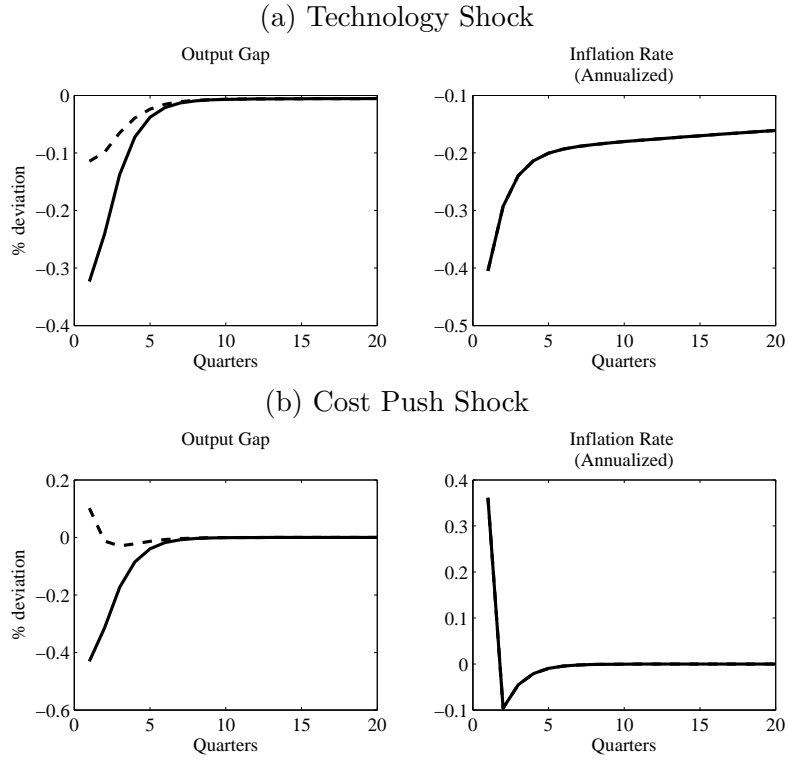 (a) Technology Shock
Output Gap
% deviation
0
−0.1
−0.2
−0.3
−0.4
0 5 10 15 20
Quarters
Inflation Rate
(Annualized)
−0.1
−0.2
−0.3
−0.4
−0.5
0 5 10 15 20
Quarters
(b) Cost Push Shock
Output Gap
% deviation
0.2
0
−0.2
−0.4
−0.6
0 5 10 15 20
Quarters
Inflation Rate
(Annualized)
0.4
0.3
0.2
0.1
0
−0.1
0 5 10 15 20
Quarters